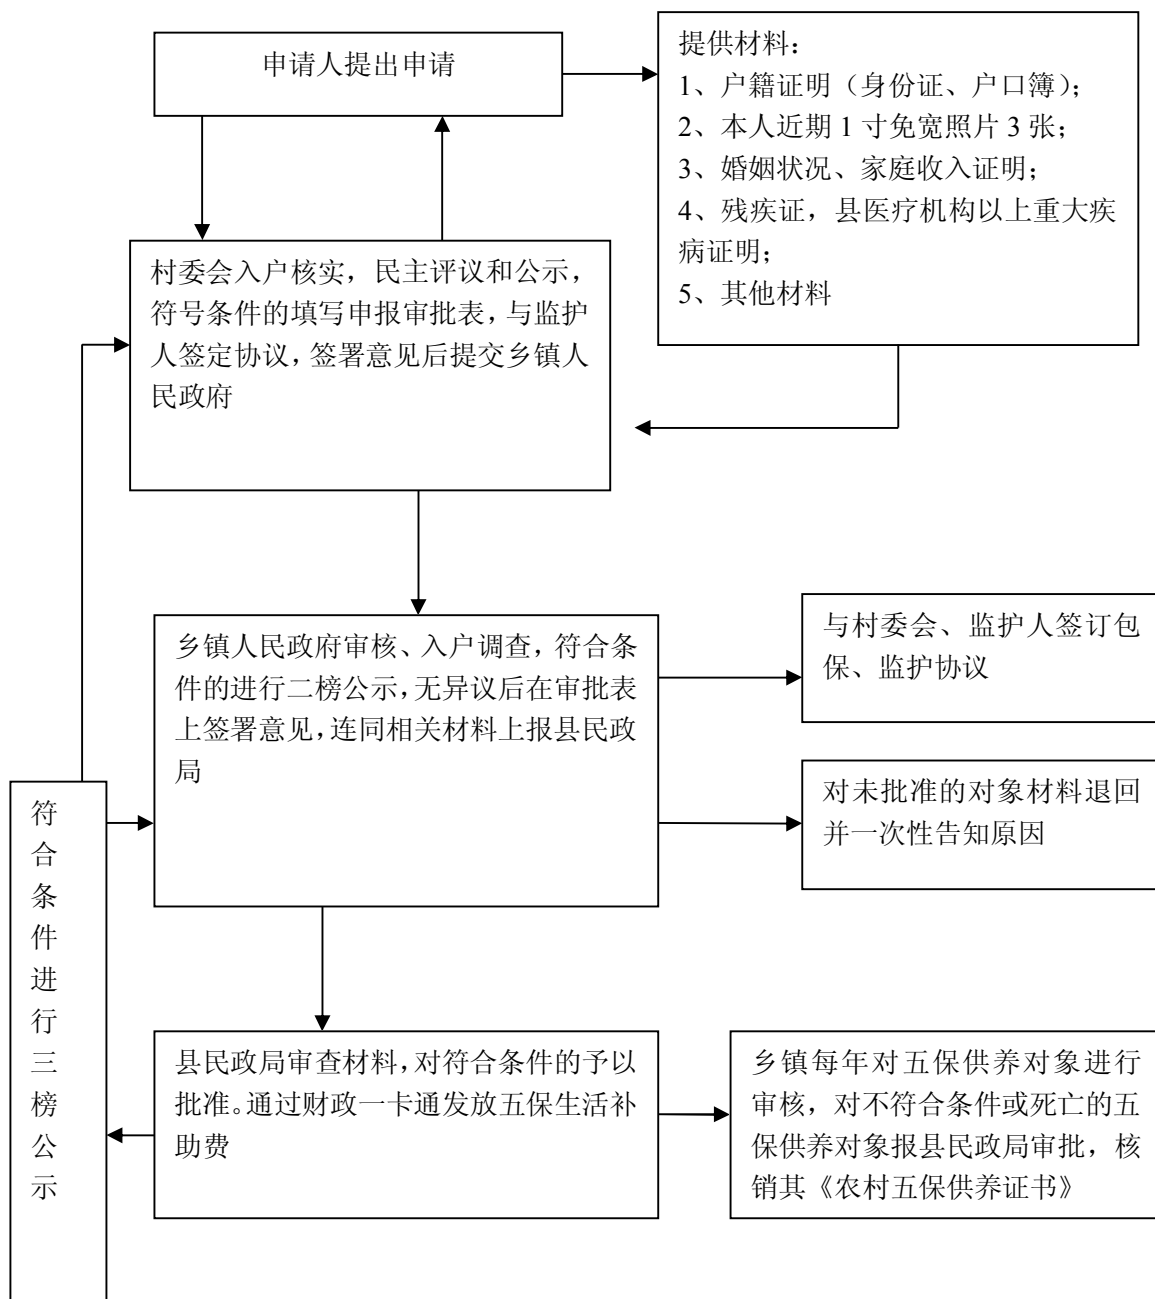 申请人提出申请
提供材料：
1、户籍证明（身份证、户口簿）；
2、本人近期 1 寸免宽照片 3 张；
3、婚姻状况、家庭收入证明；
4、残疾证，县医疗机构以上重大疾
病证明；
5、其他材料
村委会入户核实，民主评议和公示，
符号条件的填写申报审批表，与监护
人签定协议，签署意见后提交乡镇人
民政府
乡镇人民政府审核、入户调查，符合条
件的进行二榜公示，无异议后在审批表
上签署意见，连同相关材料上报县民政
局
与村委会、监护人签订包
保、监护协议
对未批准的对象材料退回
并一次性告知原因
符
合
条
件
进
行
三
榜
公
示
县民政局审查材料，对符合条件的予以
批准。通过财政一卡通发放五保生活补
助费
乡镇每年对五保供养对象进行
审核，对不符合条件或死亡的五
保供养对象报县民政局审批，核
销其《农村五保供养证书》